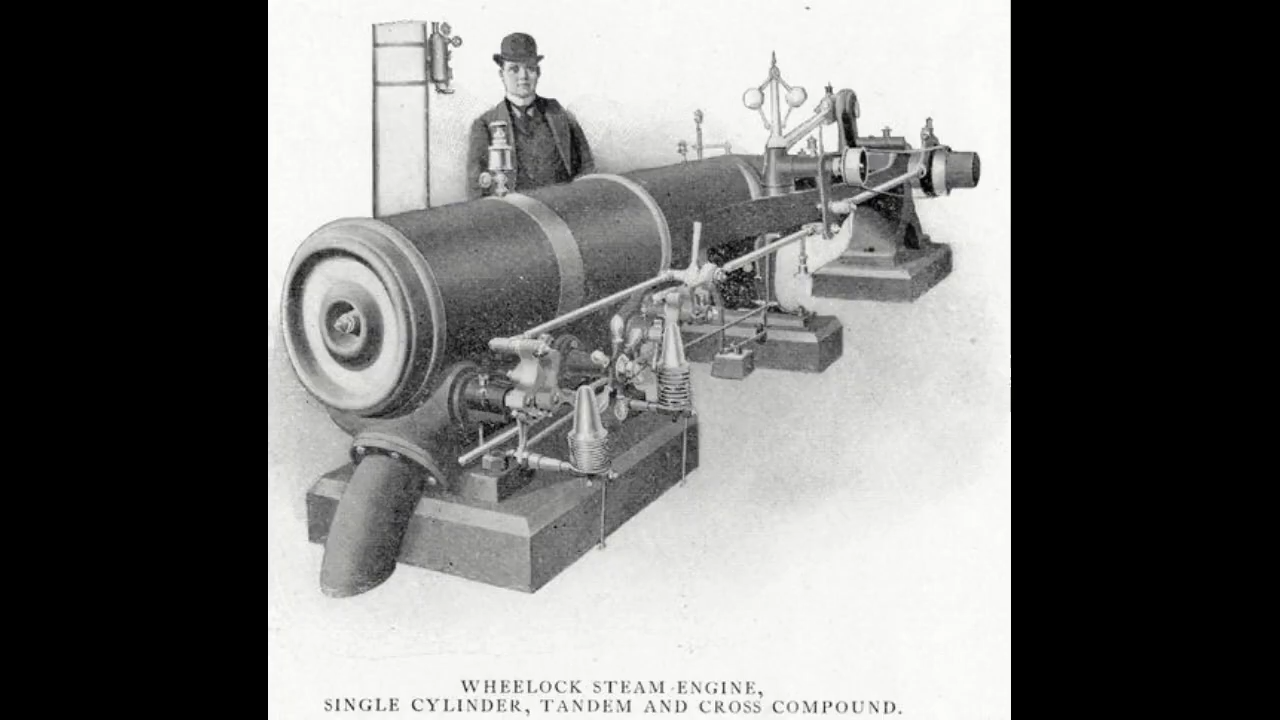 WHEELOCK STEAM ENGINE,
SINGLE CYLINDER, TANDEM AND CROSS COMPOUND.